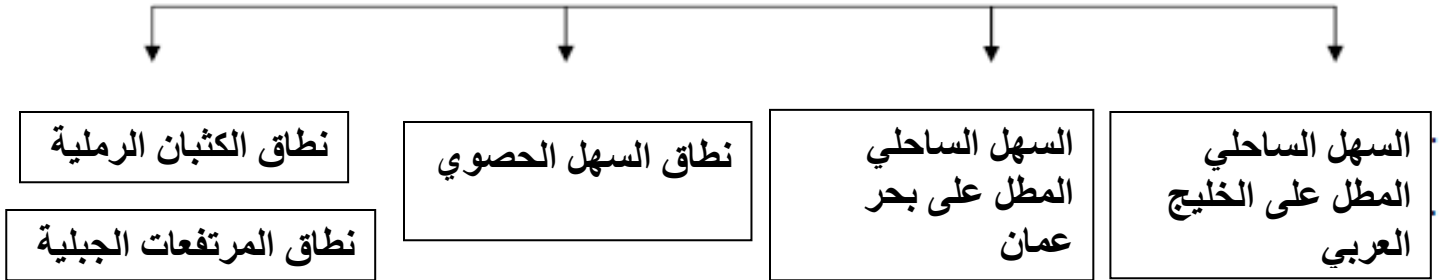 السهل الساحلي
المطل على الخليج
العربي
السهل الساحلي
المطل على بحر
عمان
نطاق السهل الحصوي
نطاق الكثبان الرملية
نطاق المرتفعات الجبلية